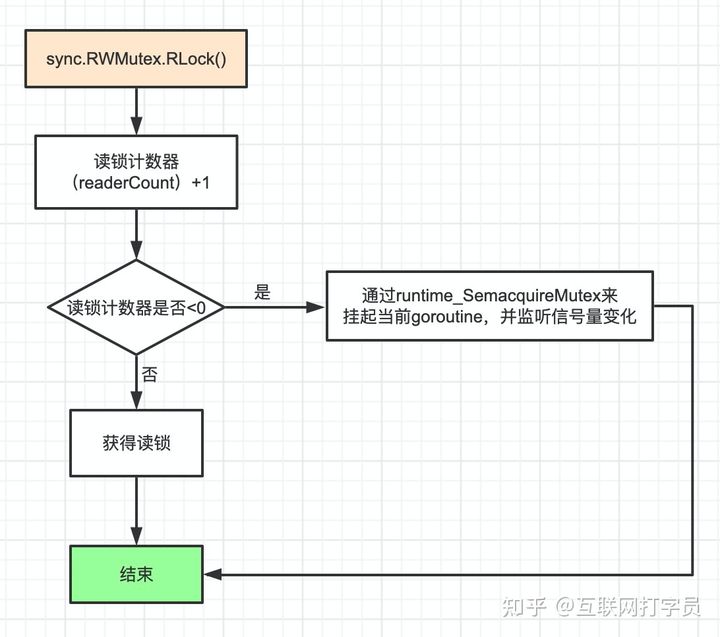 sync.RWMutex.RLock()
读锁计数器
（readerCount）+1
读锁计数器是否<0
是
通过runtime_SemacquireMutex来
挂起当前goroutine，并监听信号量变化
否
获得读锁
结束
知乎 @互联网打字员